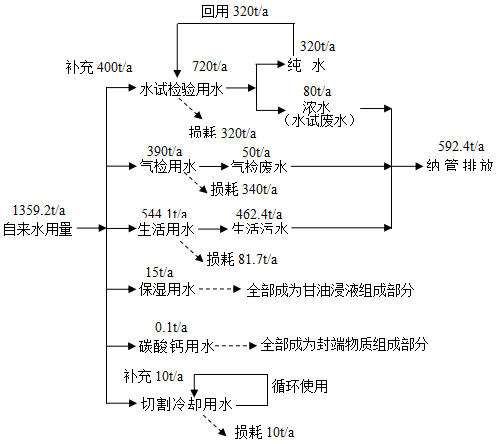 回用 320t/a
320t/a
补充 400t/a
720t/a
纯 水
水试检验用水
80t/a
浓水
（水试废水）
损耗 320t/a
592.4t/a
390t/a
50t/a
纳管排放
气检用水
气检废水
损耗 340t/a
1359.2t/a
544.1t/a
462.4t/a
自来水用量
生活用水
生活污水
损耗 81.7t/a
15t/a
保湿用水
全部成为甘油浸液组成部分
0.1t/a
碳酸钙用水
全部成为封端物质组成部分
补充 10t/a
循环使用
切割冷却用水
损耗 10t/a